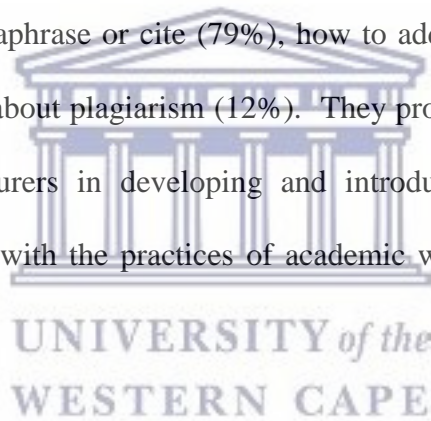 aphrase or cite (79%), how to add
about plagiarism (12%). They pro
urers in developing and introdu
with the practices of academic w
UNIVERSITY of the
WESTERN CAPE